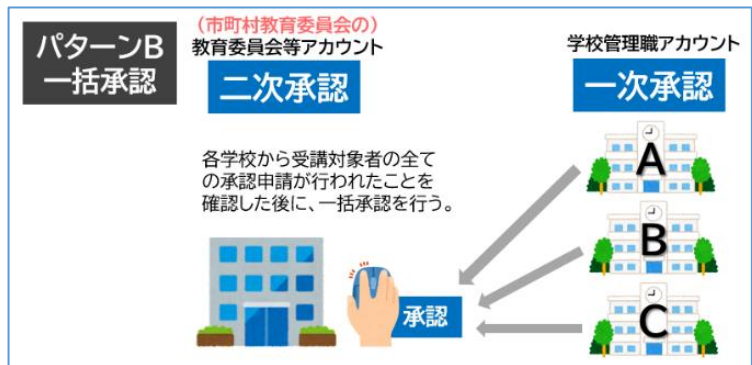 パターンB
一括承認
（市町村教育委員会の）
教育委員会等アカウント
二次承認
学校管理職アカウント
一次承認
各学校から受講対象者の全て
の承認申請が行われたことを
確認した後に、一括承認を行う。
承認
A
B
C